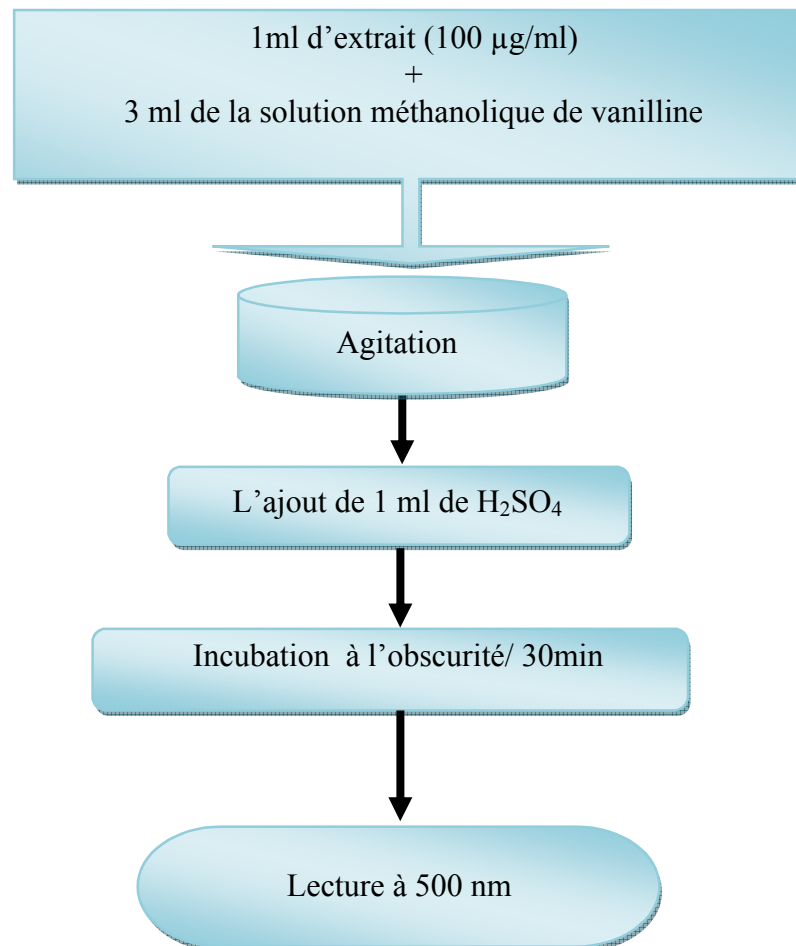 1ml d’extrait (100 µg/ml)
+
3 ml de la solution méthanolique de vanilline
Agitation
L’ajout de 1 ml de H₂SO₄
Incubation à l’obscurité/ 30min
Lecture à 500 nm